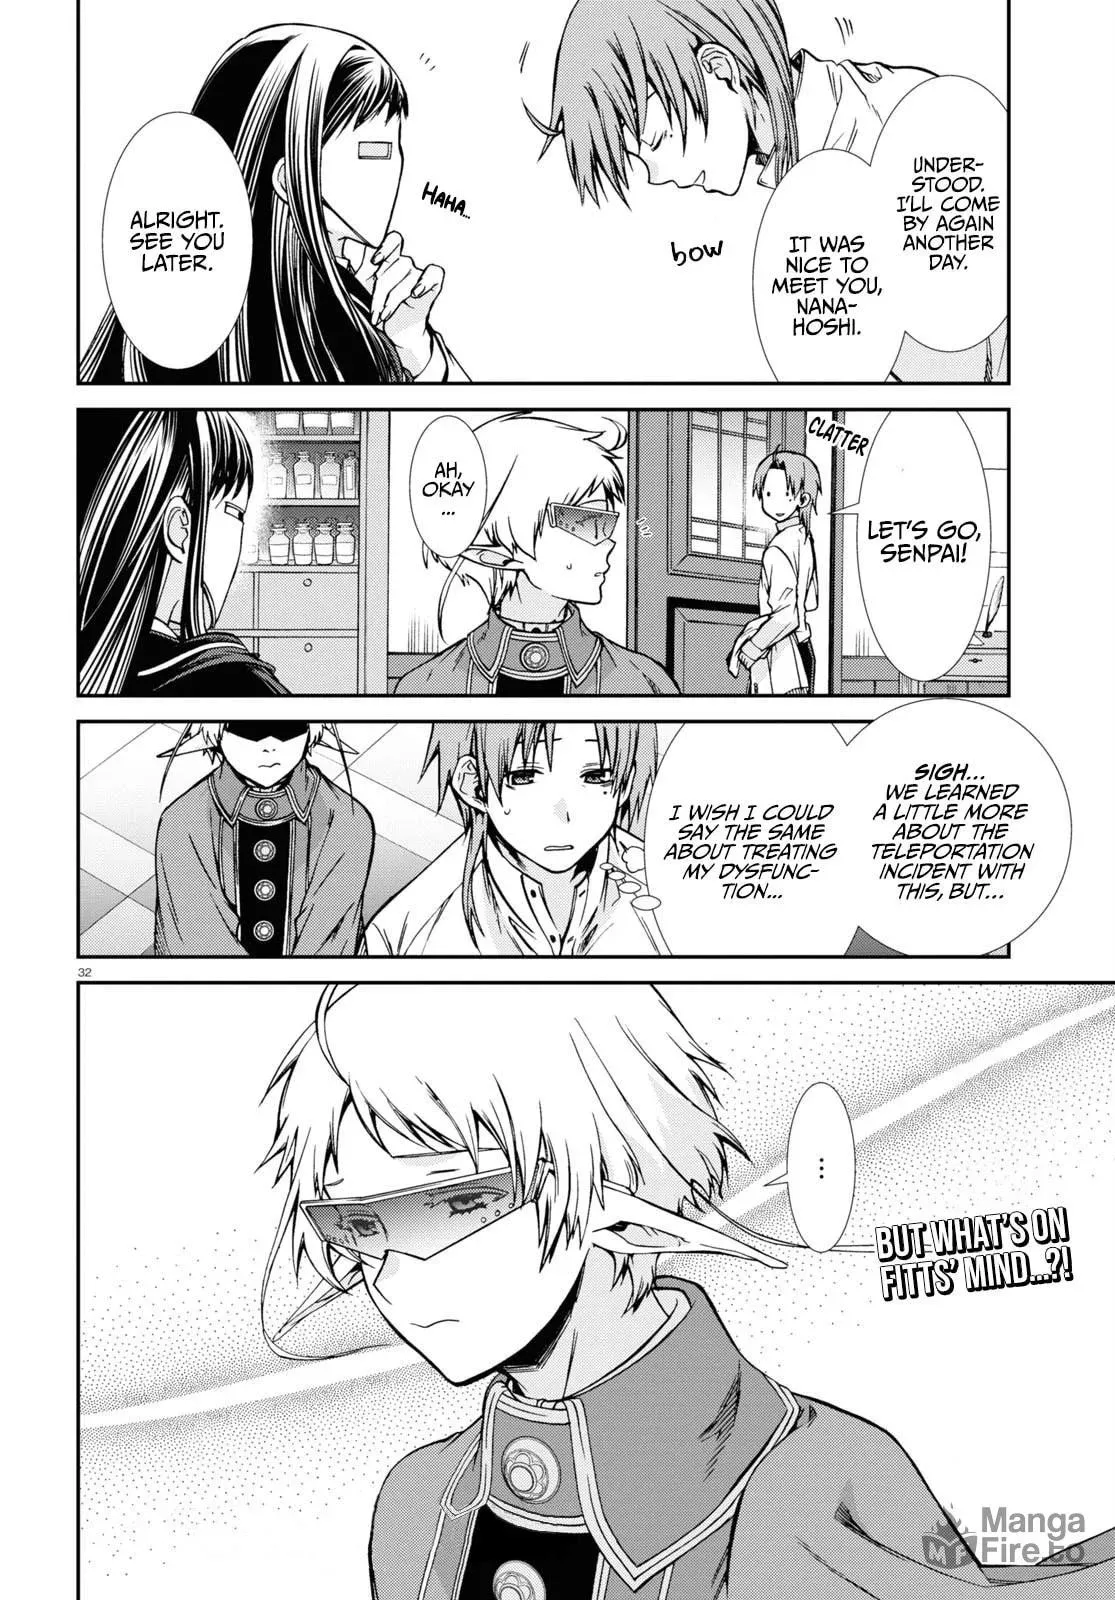 UNDER-
STOOD.
I'LL COME
BY AGAIN
ANOTHER
DAY.
IT WAS
NICE TO
MEET YOU,
NANA-
HOSHI.
bow
HAHA...
ALRIGHT.
SEE YOU
LATER.
CLATTER
LET'S GO,
SENPAI!
AH,
OKAY
...
SIGH...
WE LEARNED
A LITTLE MORE
ABOUT THE
TELEPORTATION
INCIDENT WITH
THIS, BUT...
I WISH I COULD
SAY THE SAME
ABOUT TREATING
MY DYSFUNC-
TION...
32
...
BUT WHAT'S ON
FITTS' MIND...?!
Manga
Fire.to
MF